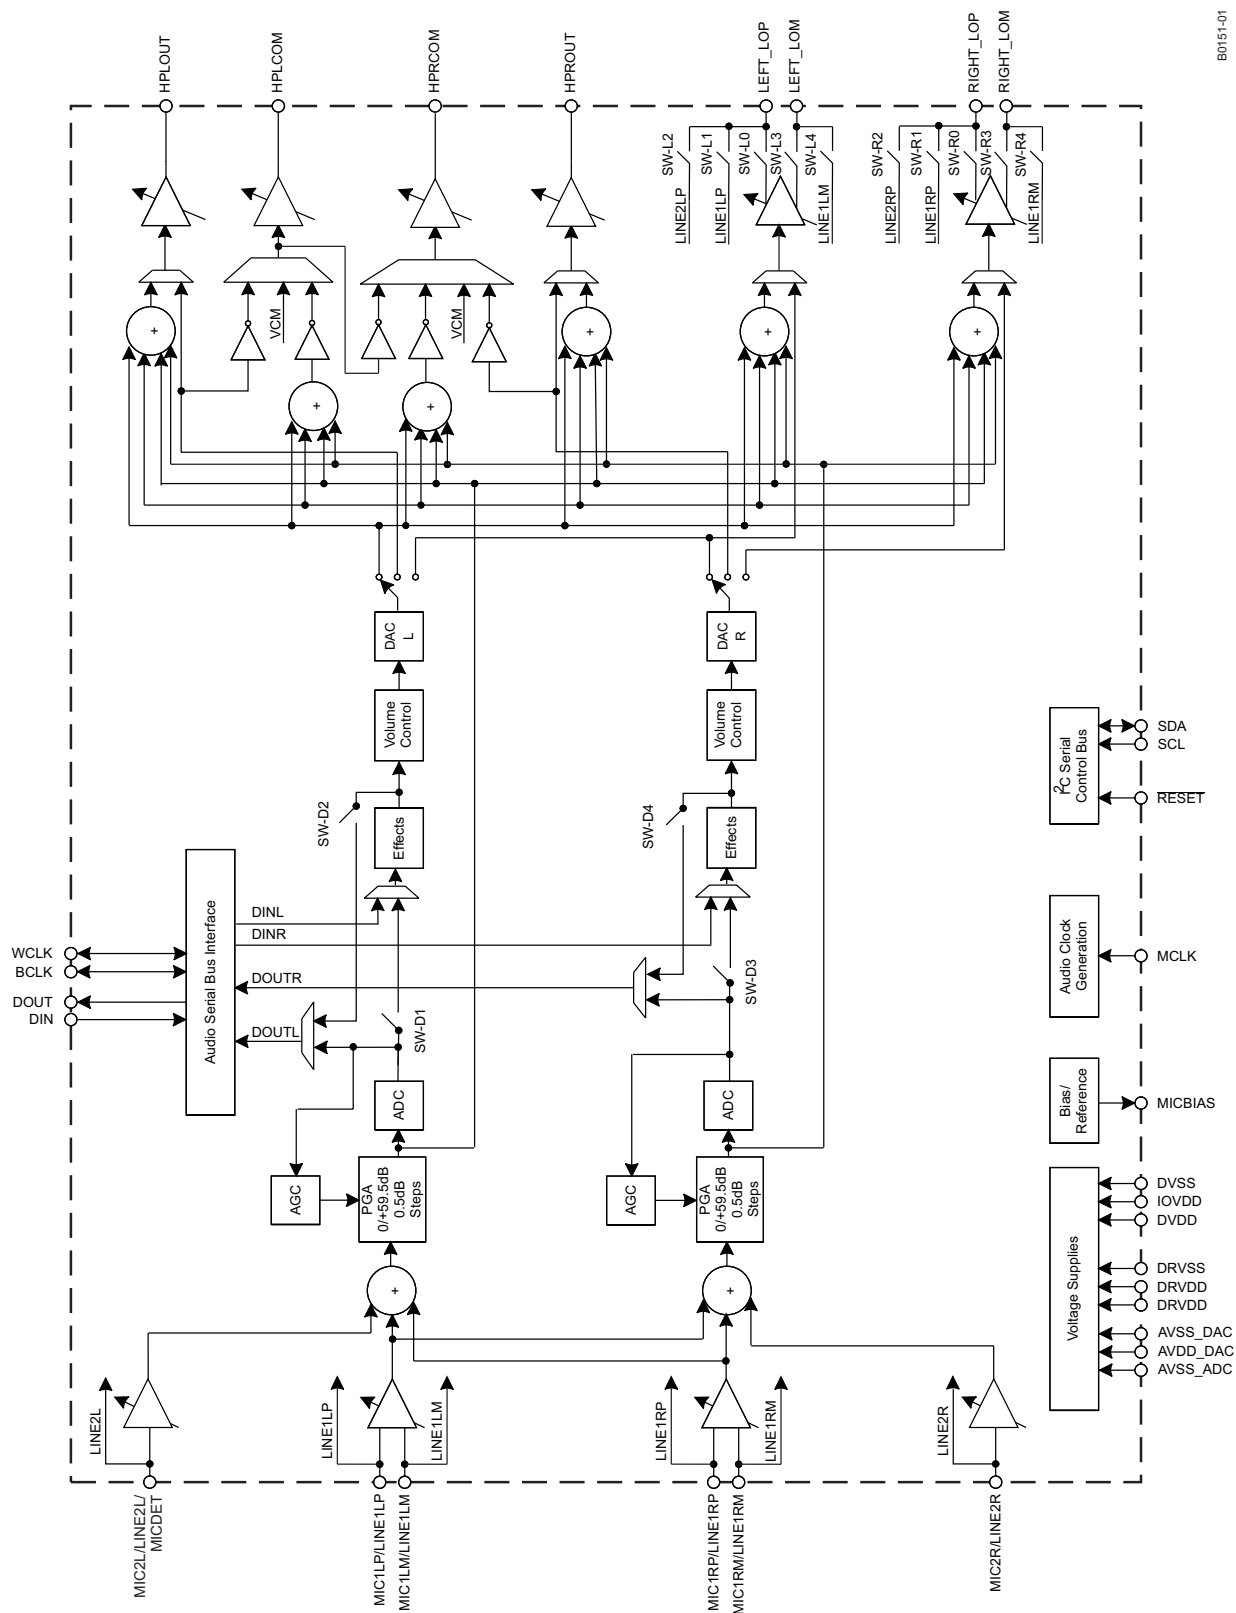 B0151-01
HPLOUT
HPLCOM
HPRCOM
HPROUT
LEFT_LOP
LEFT_LOM
RIGHT_LOP
RIGHT_LOM
SW-L2
SW-L1
SW-L0
SW-L3
SW-L4
SW-R2
SW-R1
SW-R0
SW-R3
SW-R4
LINE2LP
LINE1LP
LINE1LM
LINE2RP
LINE1RP
LINE1RM
VCM
VCM
+
+
+
+
+
+
DAC
L
DAC
R
Volume
Control
Volume
Control
SW-D2
SW-D4
Effects
Effects
I2C Serial
Control Bus
SDA
SCL
RESET
Audio Serial Bus Interface
WCLK
BCLK
DOUT
DIN
DINL
DINR
DOUTR
DOUTL
SW-D1
SW-D3
Audio Clock
Generation
MCLK
ADC
ADC
Bias/
Reference
MICBIAS
AGC
PGA
0/+59.5dB
0.5dB
Steps
AGC
PGA
0/+59.5dB
0.5dB
Steps
+
+
Voltage Supplies
DVSS
IOVDD
DVDD
DRVSS
DRVDD
DRVDD
AVSS_DAC
AVDD_DAC
AVSS_ADC
LINE2L
LINE1LP
LINE1LM
LINE1RP
LINE1RM
LINE2R
MIC2L/LINE2L/
MICDET
MIC1LP/LINE1LP
MIC1LM/LINE1LM
MIC1RP/LINE1RP
MIC1RM/LINE1RM
MIC2R/LINE2R